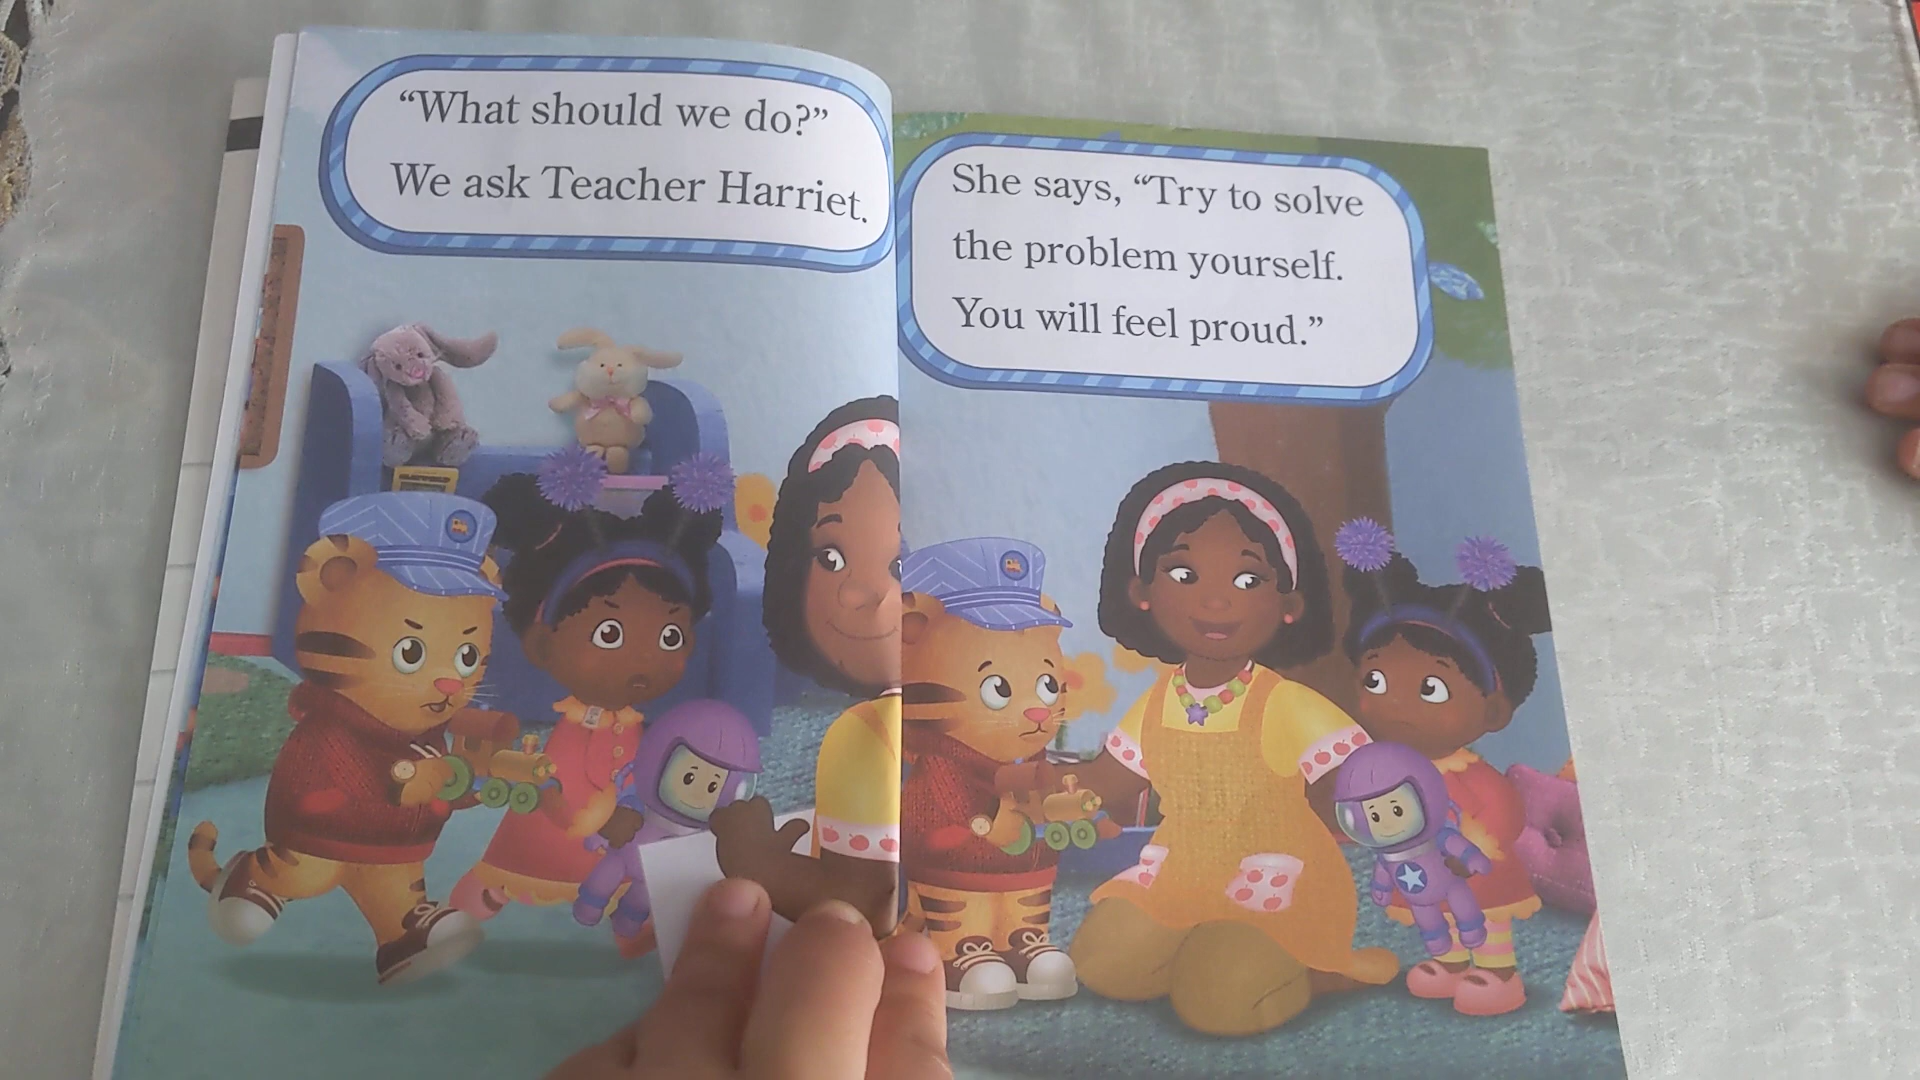 “What should we do?”
We ask Teacher Harriet.
She says, “Try to solve
the problem yourself.
You will feel proud.”